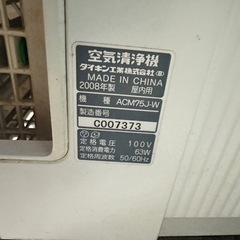 空気清浄機
ダイキン工業株式会社
MADE IN CHINA
2008年製 屋内用
機種 ACM75J-W
製造番号
C007373
定格電圧 100V
定格消費電力 63W
定格周波数 50/60Hz